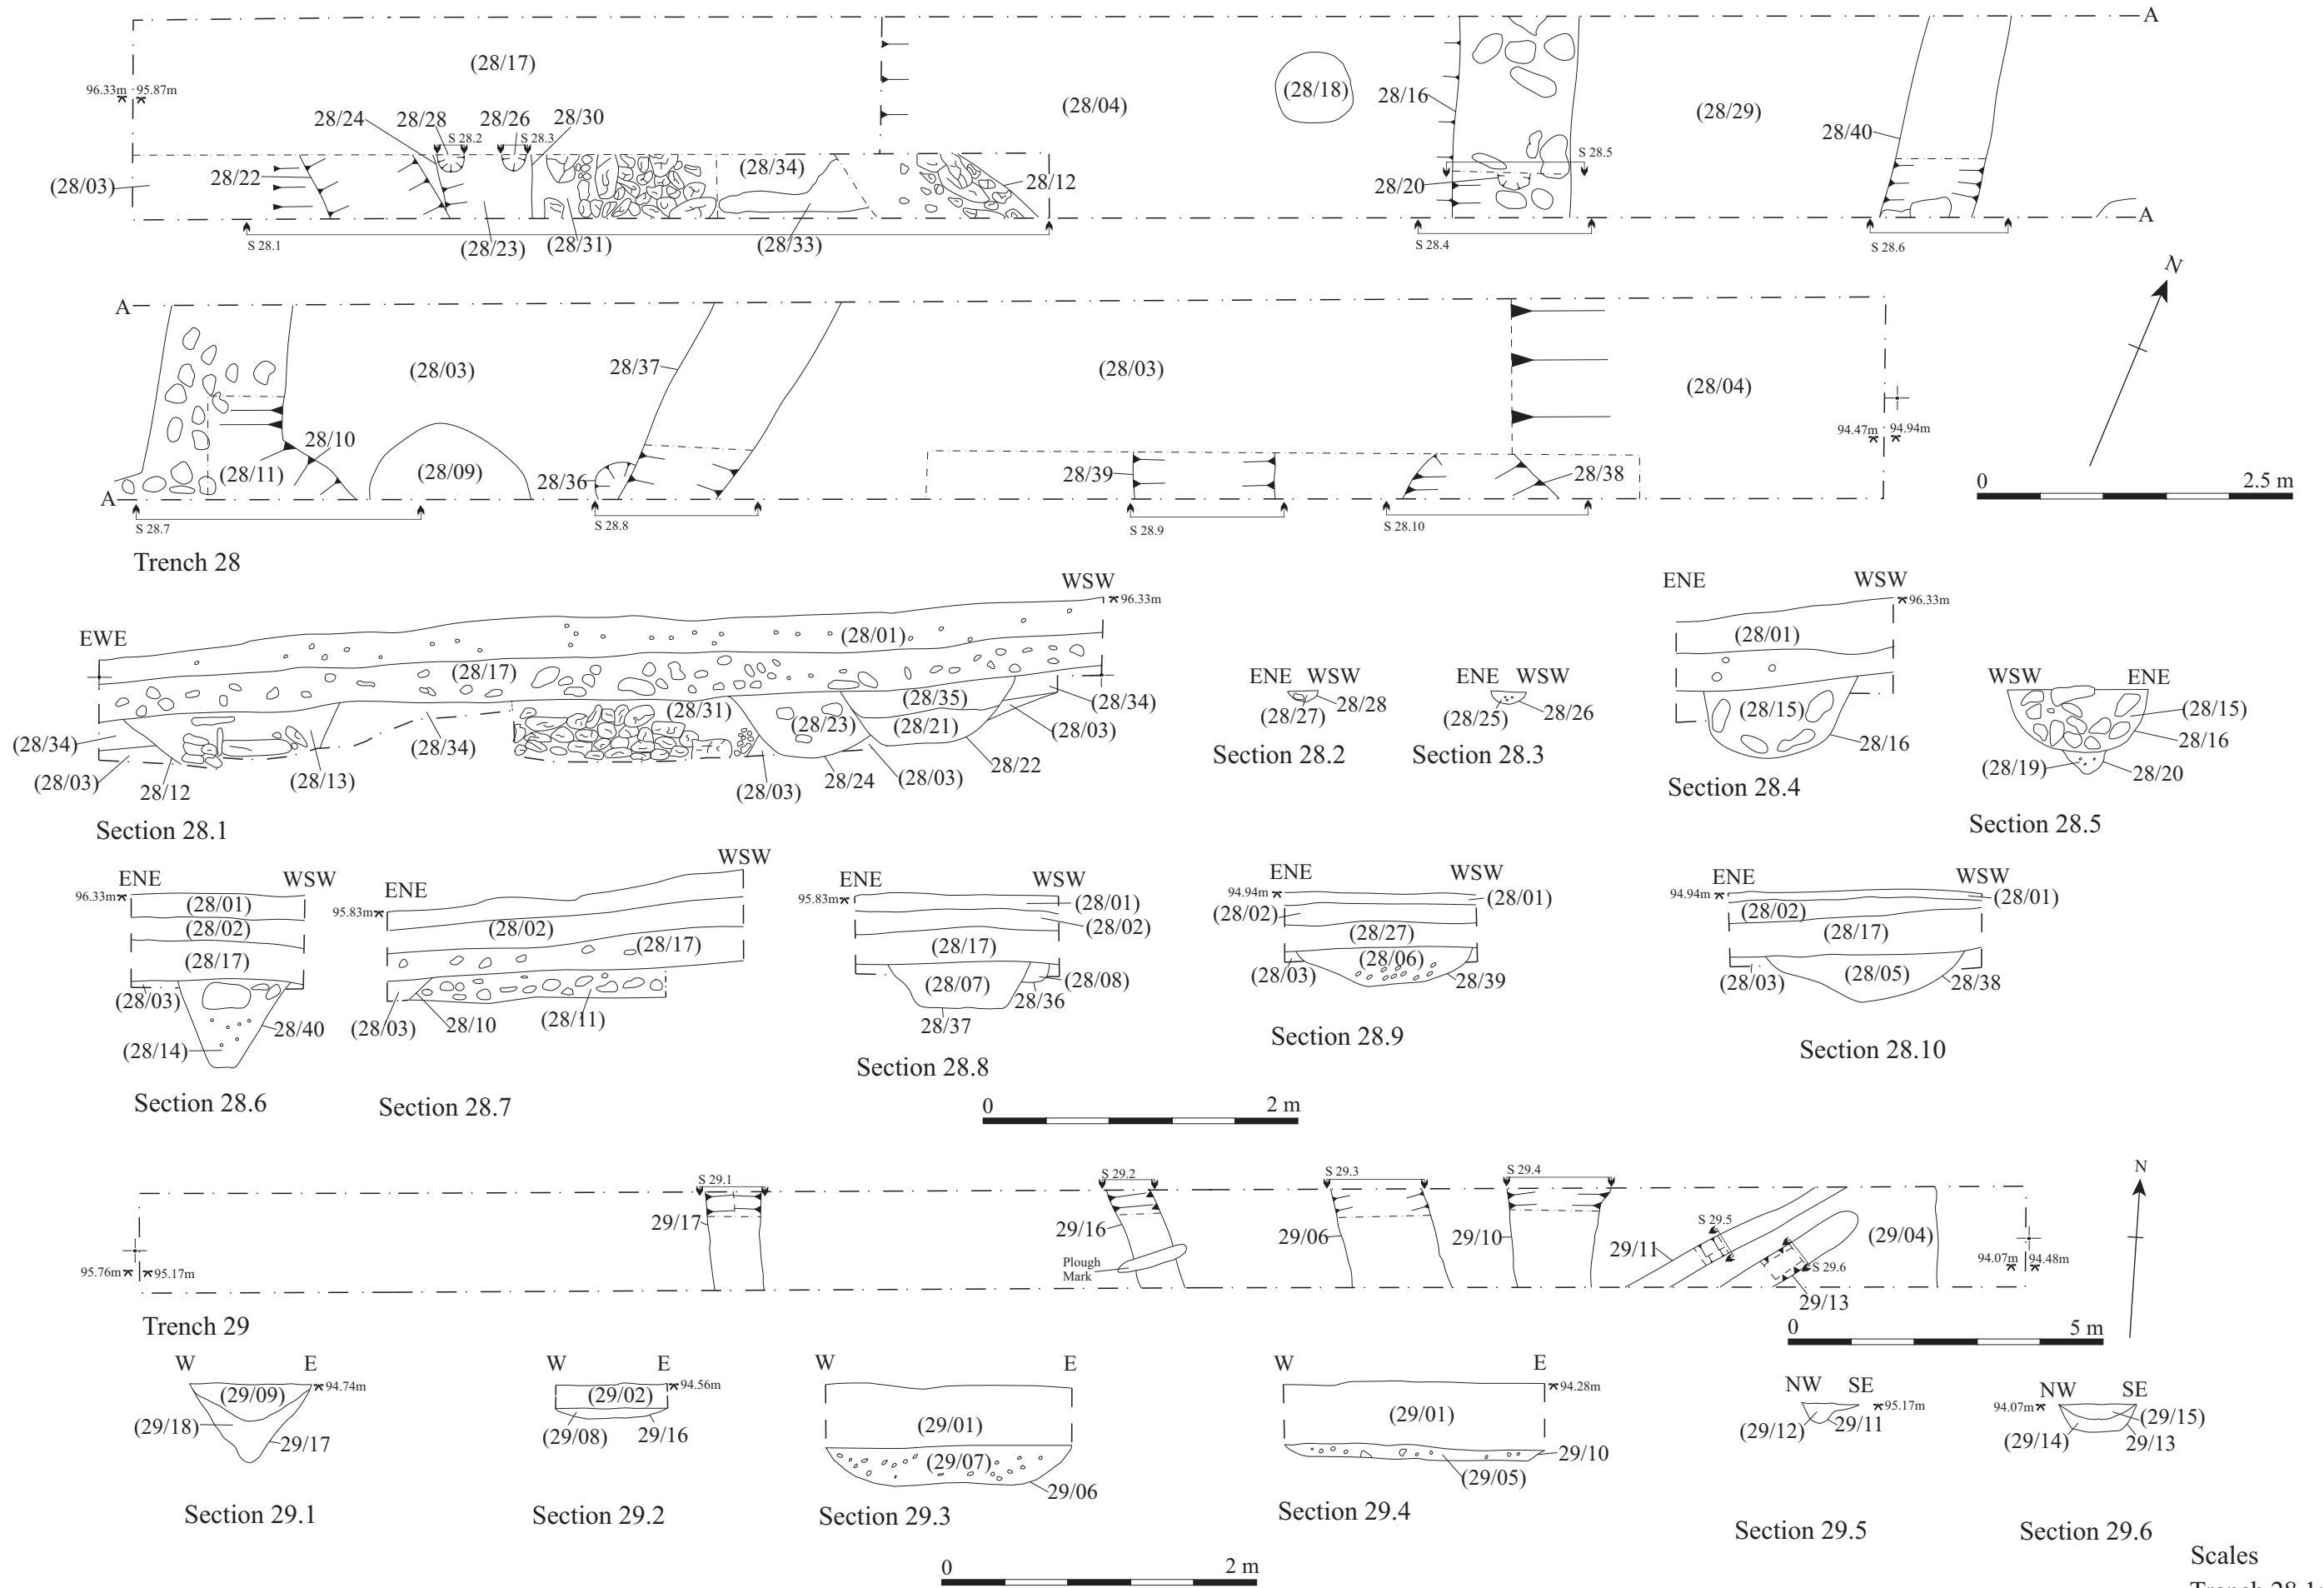 A
(28/17)
96.33m 95.87m
(28/04)
(28/18)
28/16
(28/29)
28/40
28/24 28/28 28/26 28/30
S 28.2 S 28.3
S 28.5
(28/03)
28/22
(28/34)
28/12
28/20
A
S 28.1
(28/23) (28/31) (28/33)
S 28.4
S 28.6
N
A
(28/03)
28/37
(28/03)
(28/04)
94.47m 94.94m
28/10
(28/11)
(28/09)
28/36
28/39
28/38
0 2.5 m
A
S 28.7
S 28.8
S 28.9
S 28.10
Trench 28
WSW
96.33m
EWE
(28/01)
(28/17)
(28/35)
(28/34)
(28/31)
(28/23)
(28/21)
(28/03)
(28/34)
(28/34)
(28/03)
28/12
(28/13)
(28/03)
28/24
(28/03)
28/22
Section 28.1
ENE WSW
(28/27)
28/28
Section 28.2
ENE WSW
(28/25)
28/26
Section 28.3
ENE WSW
96.33m
(28/01)
(28/15)
28/16
Section 28.4
WSW ENE
(28/15)
28/16
(28/19)
28/20
Section 28.5
ENE WSW
96.33m
(28/01)
(28/02)
(28/17)
(28/03)
28/40
(28/14)
Section 28.6
ENE WSW
95.83m
(28/02)
(28/17)
(28/03)
28/10
(28/11)
Section 28.7
ENE WSW
95.83m
(28/01)
(28/02)
(28/17)
(28/07)
(28/08)
28/36
28/37
Section 28.8
ENE WSW
94.94m
(28/01)
(28/02)
(28/27)
(28/03)
(28/06)
28/39
Section 28.9
ENE WSW
94.94m
(28/01)
(28/02)
(28/17)
(28/03)
(28/05)
28/38
Section 28.10
0 2 m
S 29.1
S 29.2
S 29.3
S 29.4
N
29/17
29/16
29/06
29/10
29/11
S 29.5
(29/04)
95.76m 95.17m
Plough
Mark
S 29.6
94.07m 94.48m
29/13
Trench 29
0 5 m
W E
94.74m
(29/09)
(29/18)
29/17
Section 29.1
W E
94.56m
(29/02)
(29/08)
29/16
Section 29.2
W E
(29/01)
(29/07)
29/06
Section 29.3
W E
94.28m
(29/01)
29/10
(29/05)
Section 29.4
NW SE
95.17m
(29/12)
29/11
Section 29.5
NW SE
94.07m
(29/15)
(29/14)
29/13
Section 29.6
0 2 m
Scales